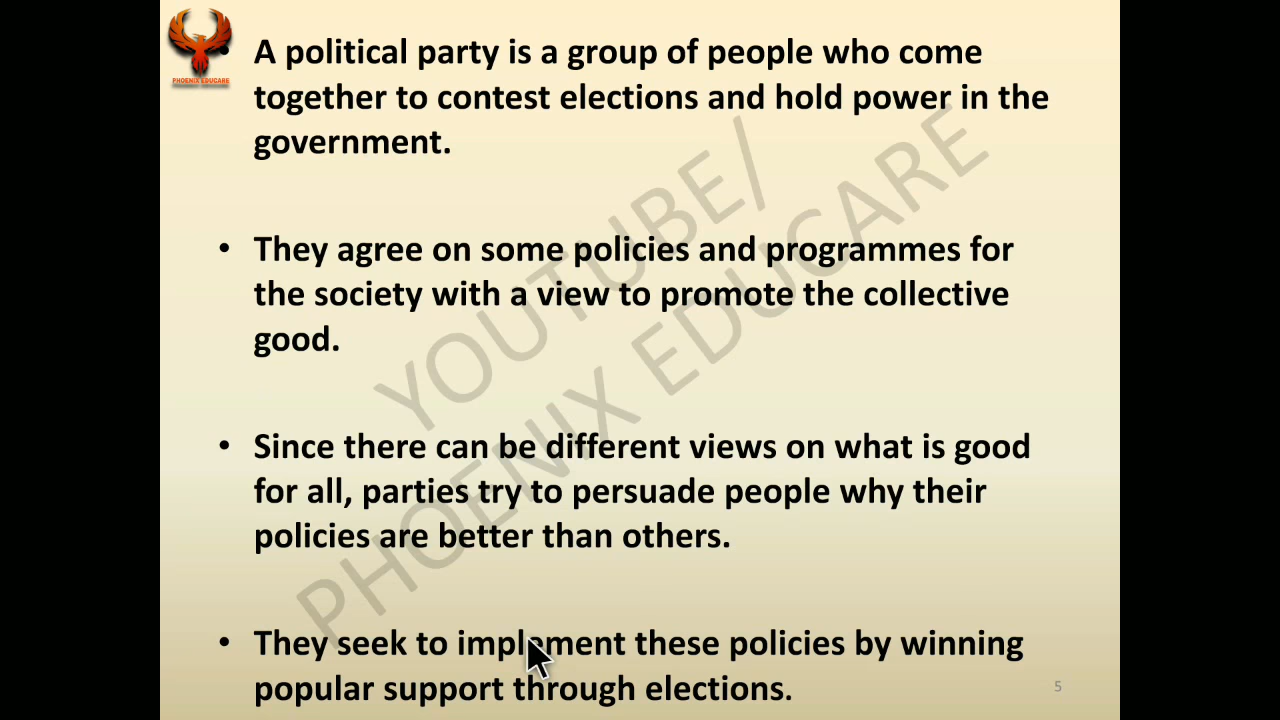 PHOENIX EDUCARE
• A political party is a group of people who come
together to contest elections and hold power in the
government.
• They agree on some policies and programmes for
the society with a view to promote the collective
good.
• Since there can be different views on what is good
for all, parties try to persuade people why their
policies are better than others.
• They seek to implement these policies by winning
popular support through elections.
5
YOUTUBE/
PHOENIX EDUCARE